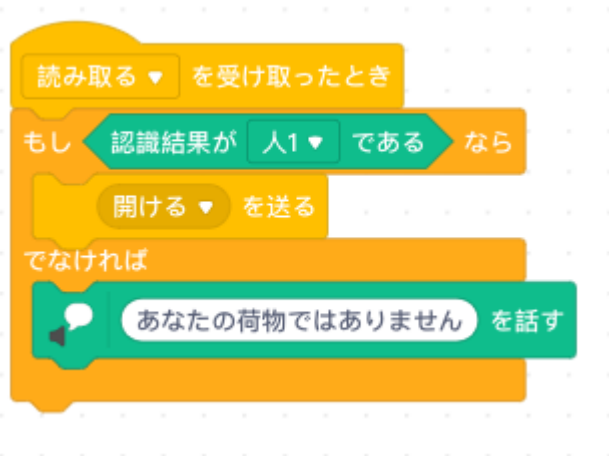 読み取る を受け取ったとき
もし 認識結果が 人1 である なら
開ける を送る
でなければ
あなたの荷物ではありません を話す